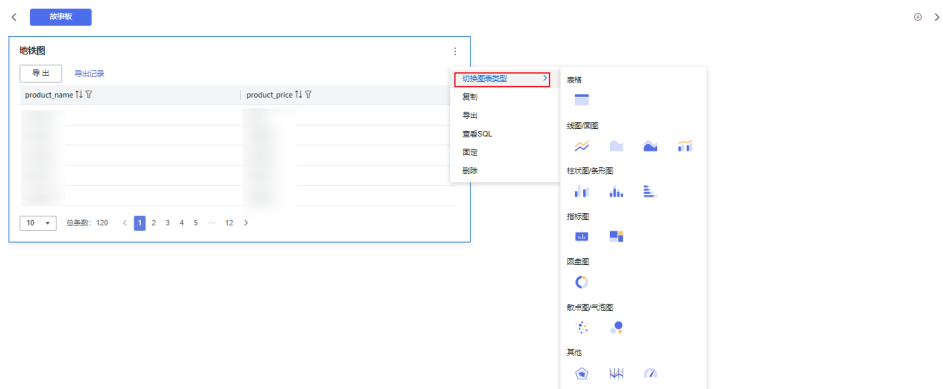 故事板
地铁图
导出 导出记录
product_name product_price
10 总条数：120 1 2 3 4 5 ··· 12
切换图表类型
复制
导出
查看SQL
固定
删除
表格
线图/面图
柱状图/条形图
指标图
圆盘图
散点图/气泡图
其他